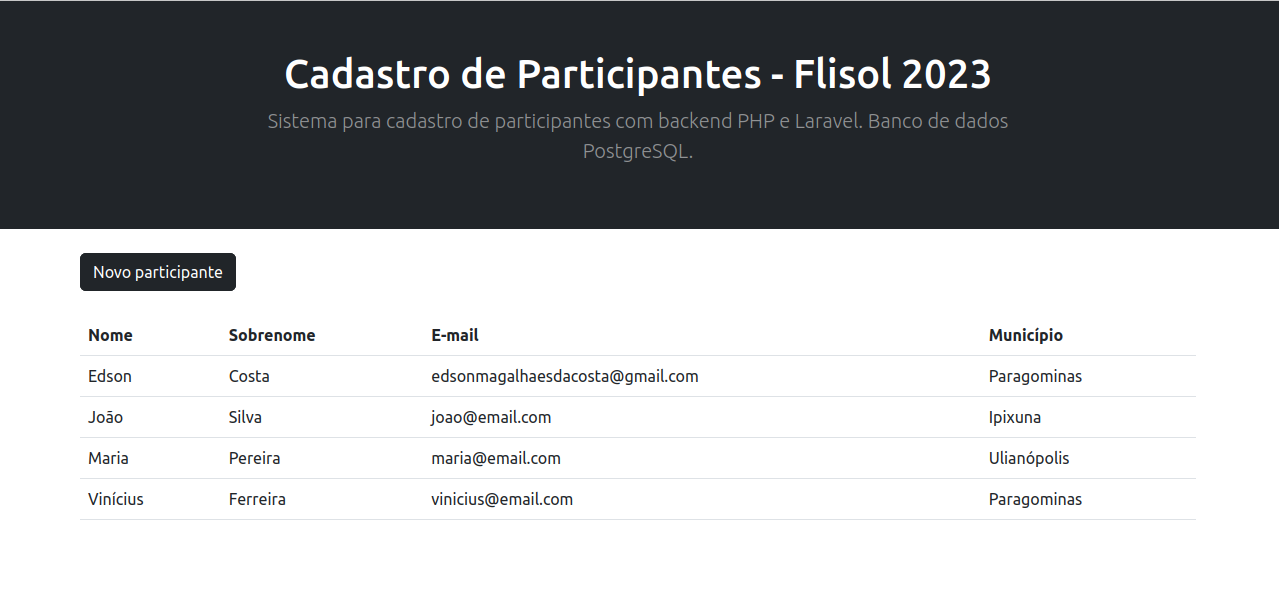 Cadastro de Participantes - Flisol 2023
Sistema para cadastro de participantes com backend PHP e Laravel. Banco de dados
PostgreSQL.
Novo participante
Nome Sobrenome E-mail Município
Edson Costa edsonmagalhaesdacosta@gmail.com Paragominas
João Silva joao@email.com Ipixuna
Maria Pereira maria@email.com Ulianópolis
Vinícius Ferreira vinicius@email.com Paragominas